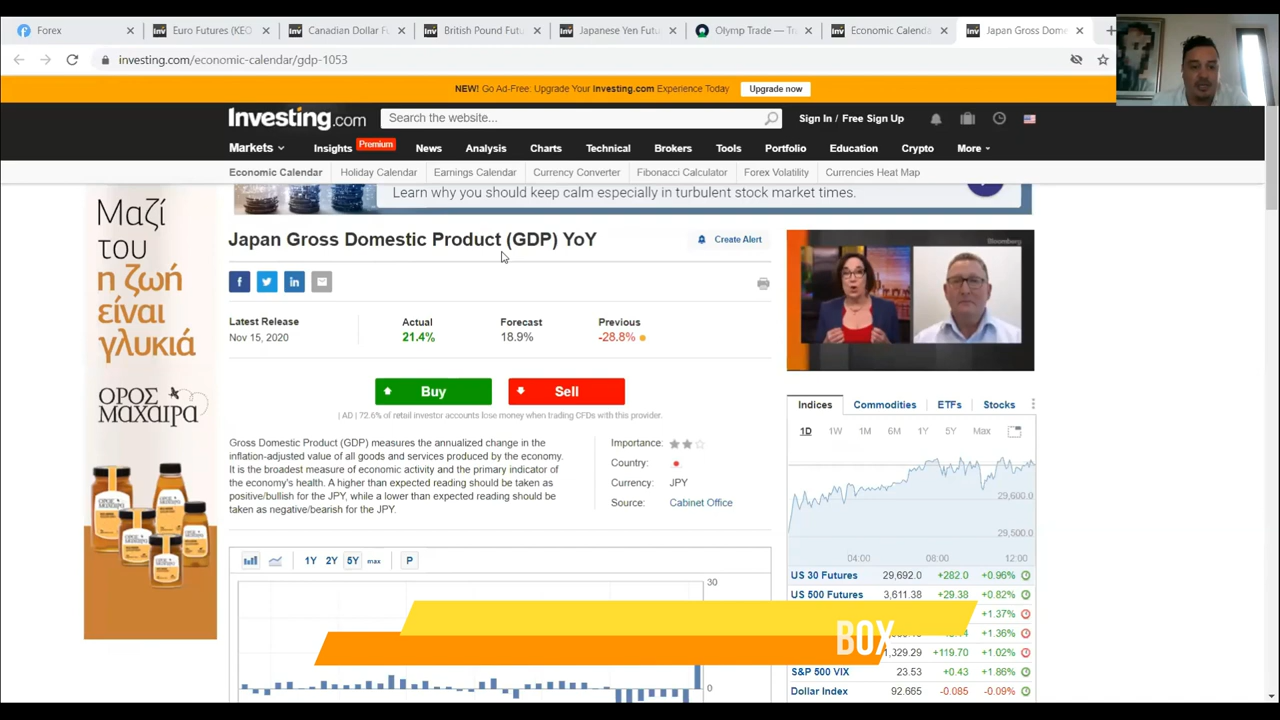 Forex
Euro Futures (KEO
Canadian Dollar F
British Pound Futu
Japanese Yen Futu
Olymp Trade — Tr
Economic Calenda
Japan Gross Dome
investing.com/economic-calendar/gdp-1053
NEW! Go Ad-Free. Upgrade Your Investing.com Experience Today
Upgrade now
Investing.com
Search the website...
Sign In / Free Sign Up
Markets
Insights
Premium
News
Analysis
Charts
Technical
Brokers
Tools
Portfolio
Education
Crypto
More
Economic Calendar
Holiday Calendar
Earnings Calendar
Currency Converter
Fibonacci Calculator
Forex Volatility
Currencies Heat Map
Learn why you should keep calm especially in turbulent stock market times.
Μαζί
του
η ζωή
είναι
γλυκιά
ΟΡΟΣ
ΜΑΧΑΙΡΑ
Japan Gross Domestic Product (GDP) YoY
Create Alert
Latest Release
Nov 15, 2020
Actual
21.4%
Forecast
18.9%
Previous
-28.8%
Buy
Sell
| AD | 72.6% of retail investor accounts lose money when trading CFDs with this provider.
Gross Domestic Product (GDP) measures the annualized change in the
inflation-adjusted value of all goods and services produced by the economy.
It is the broadest measure of economic activity and the primary indicator of
the economy's health. A higher than expected reading should be taken as
positive/bullish for the JPY, while a lower than expected reading should be
taken as negative/bearish for the JPY.
Importance:
Country:
Currency: JPY
Source: Cabinet Office
1Y 2Y 5Y max
P
30
0
Bloomberg
Indices
Commodities
ETFs
Stocks
1D 1W 1M 6M 1Y 5Y Max
29,600.0
29,500.0
04:00 08:00 12:00
US 30 Futures 29,692.0 +282.0 +0.96%
US 500 Futures 3,611.38 +29.38 +0.82%
+1.37%
+1.36%
1,329.29 +119.70 +1.02%
S&P 500 VIX 23.53 +0.43 +1.86%
Dollar Index 92.665 -0.085 -0.09%
BOX